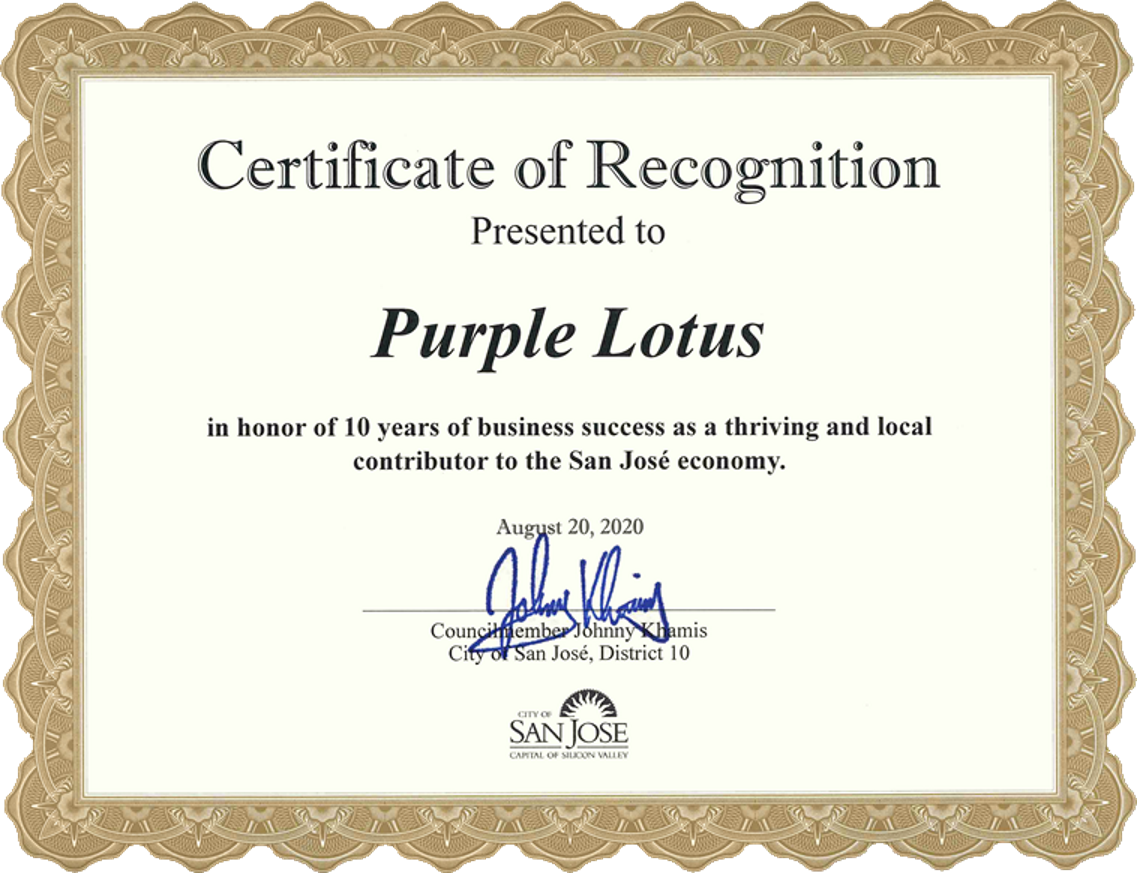 Certificate of Recognition
Presented to
Purple Lotus
in honor of 10 years of business success as a thriving and local
contributor to the San José economy.
August 20, 2020
Johnny Khamis
Councilmember Johnny Khamis
City of San José, District 10
CITY OF
SAN JOSE
CAPITAL OF SILICON VALLEY